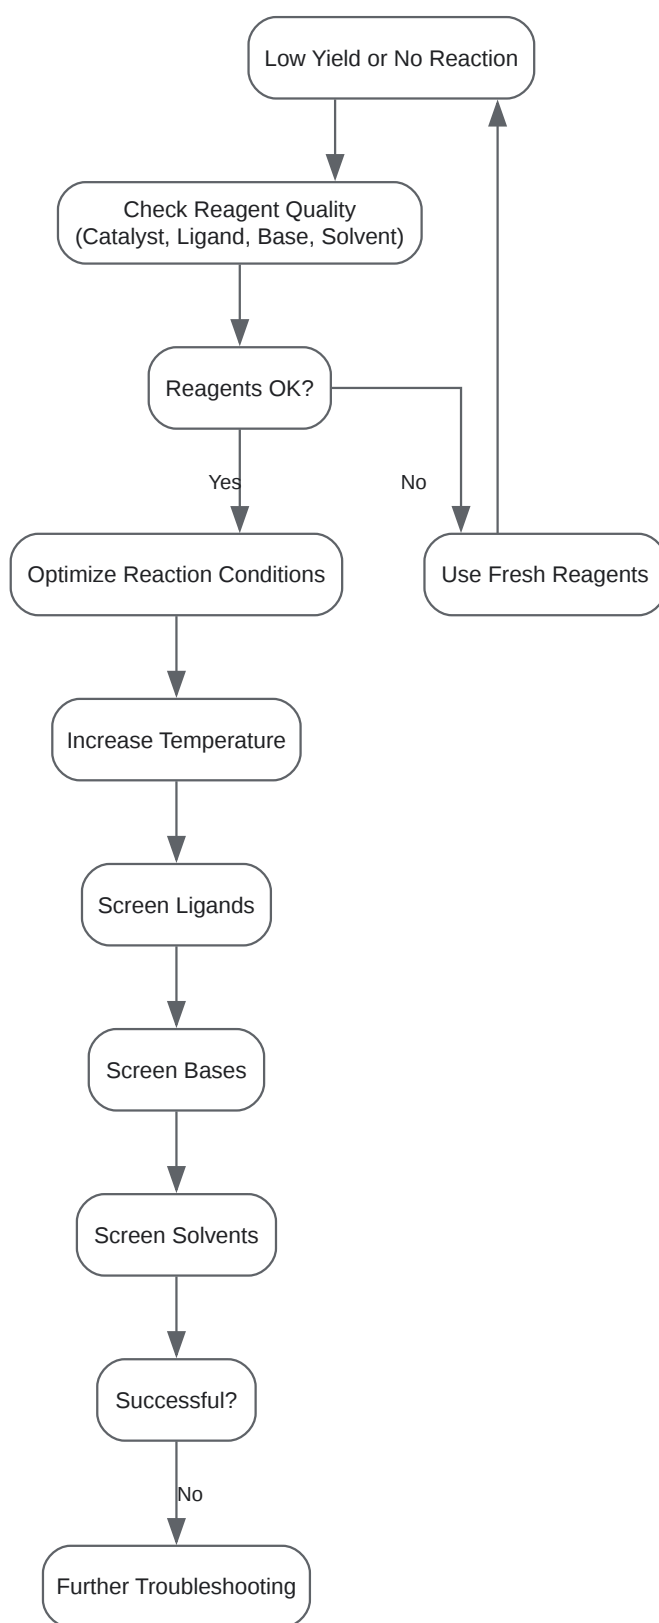 Low Yield or No Reaction
Check Reagent Quality
(Catalyst, Ligand, Base, Solvent)
Reagents OK?
Yes
No
Optimize Reaction Conditions
Use Fresh Reagents
Increase Temperature
Screen Ligands
Screen Bases
Screen Solvents
Successful?
No
Further Troubleshooting